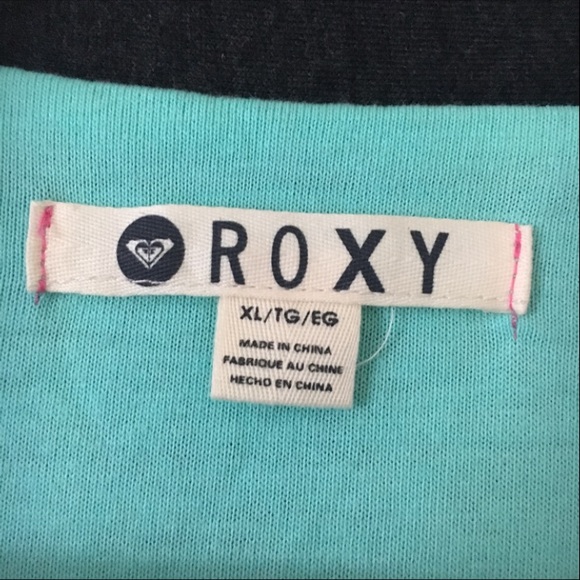 ROXY
XL/TG/EG
MADE IN CHINA
FABRIQUE AU CHINE
HECHO EN CHINA